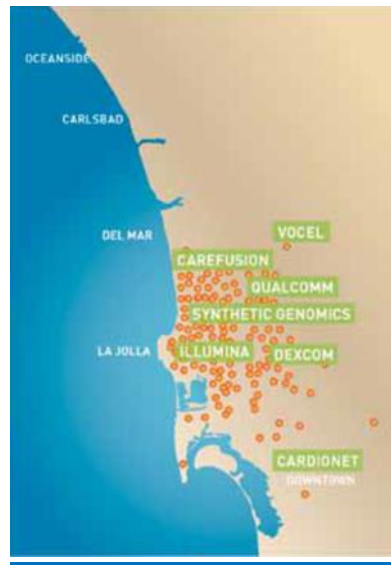 OCEANSIDE
CARLSBAD
DEL MAR
VOCEL
CAREFUSION
QUALCOMM
SYNTHETIC GENOMICS
LA JOLLA
ILLUMINA
DEXCOM
CARDIONET
DOWNTOWN